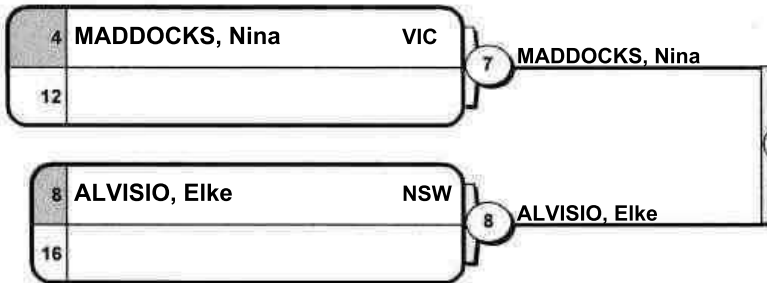 4 MADDOCKS, Nina VIC
7 MADDOCKS, Nina
12
8 ALVISIO, Elke NSW
8 ALVISIO, Elke
16